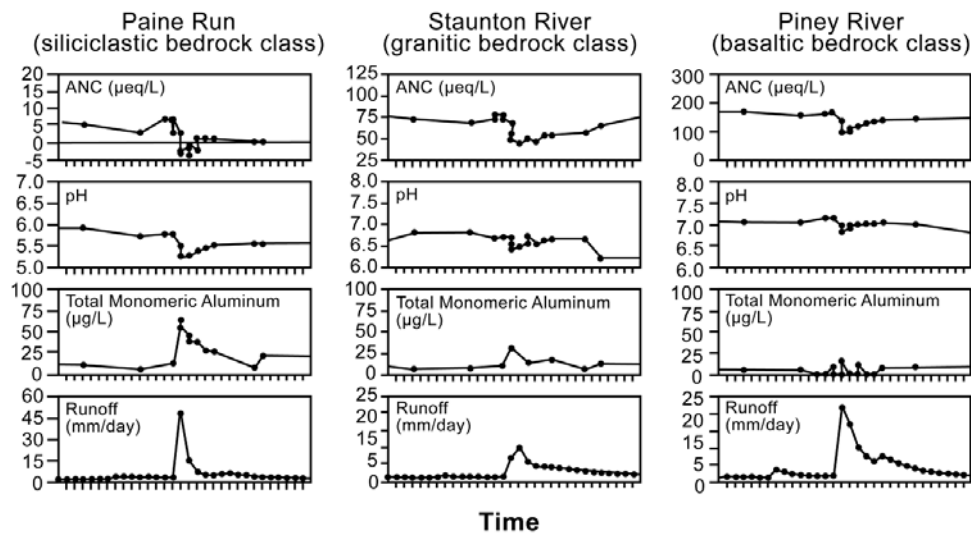 Paine Run
(siliciclastic bedrock class)
20
15
10
5
0
-5
ANC (µeq/L)
7.0
6.5
6.0
5.5
5.0
pH
100
75
50
25
0
Total Monomeric Aluminum
(µg/L)
60
45
30
15
0
Runoff
(mm/day)
Staunton River
(granitic bedrock class)
125
100
75
50
25
ANC (µeq/L)
8.0
7.5
7.0
6.5
6.0
pH
100
75
50
25
0
Total Monomeric Aluminum
(µg/L)
25
20
15
10
5
0
Runoff
(mm/day)
Piney River
(basaltic bedrock class)
300
200
100
0
ANC (µeq/L)
8.0
7.5
7.0
6.5
6.0
pH
100
75
50
25
0
Total Monomeric Aluminum
(µg/L)
25
20
15
10
5
0
Runoff
(mm/day)
Time